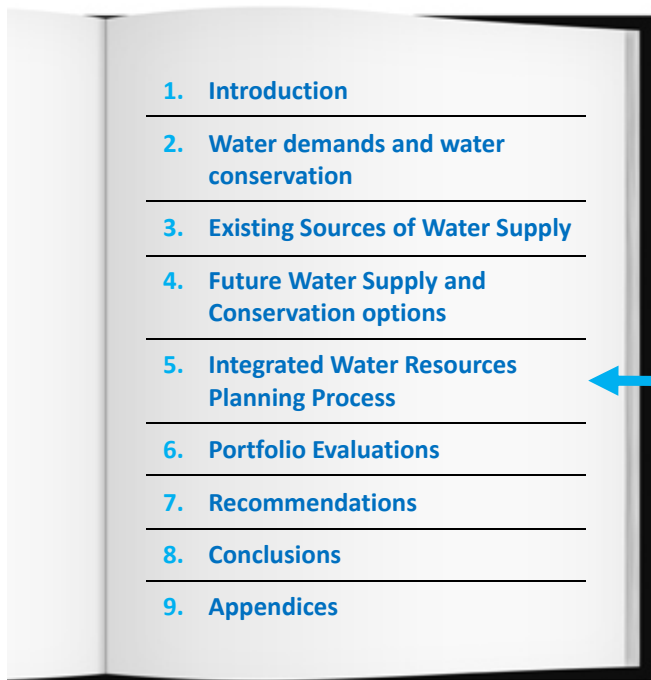 1. Introduction
2. Water demands and water
conservation
3. Existing Sources of Water Supply
4. Future Water Supply and
Conservation options
5. Integrated Water Resources
Planning Process
6. Portfolio Evaluations
7. Recommendations
8. Conclusions
9. Appendices